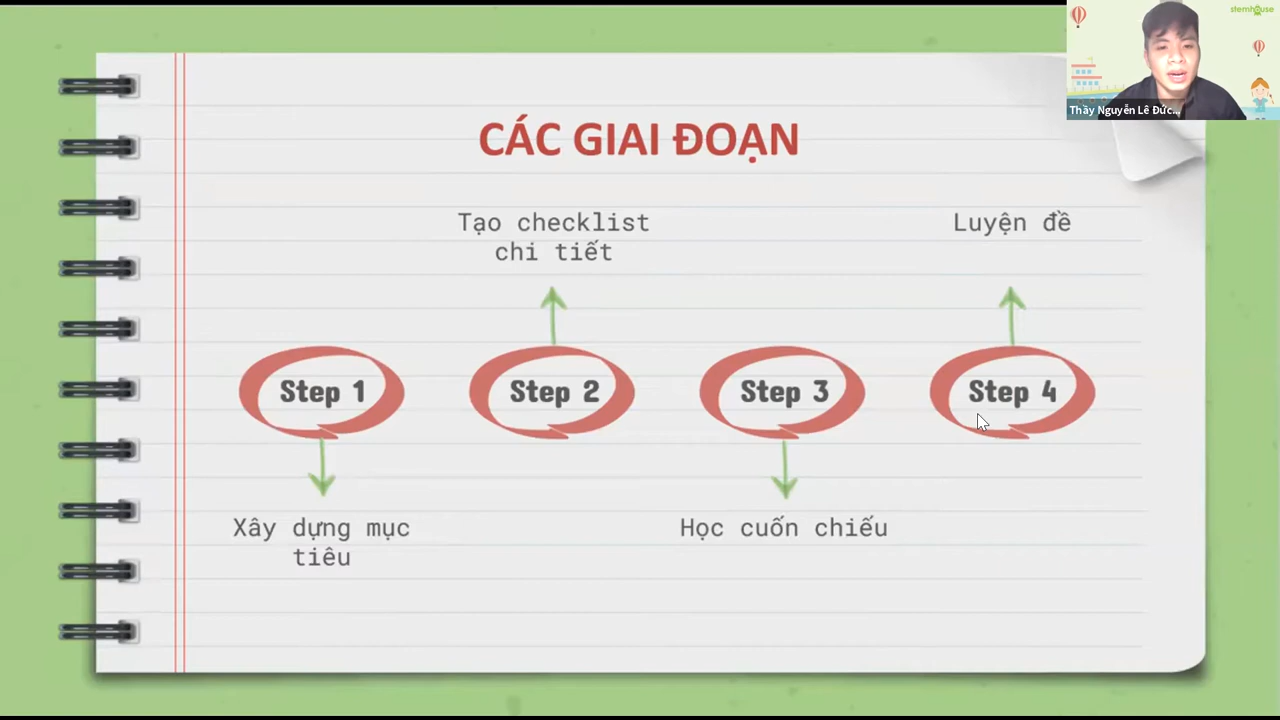 stemhouse
Thầy Nguyễn Lê Đức...
CÁC GIAI ĐOẠN
Tạo checklist
chi tiết
Luyện đề
Step 1
Step 2
Step 3
Step 4
Xây dựng mục
tiêu
Học cuốn chiếu